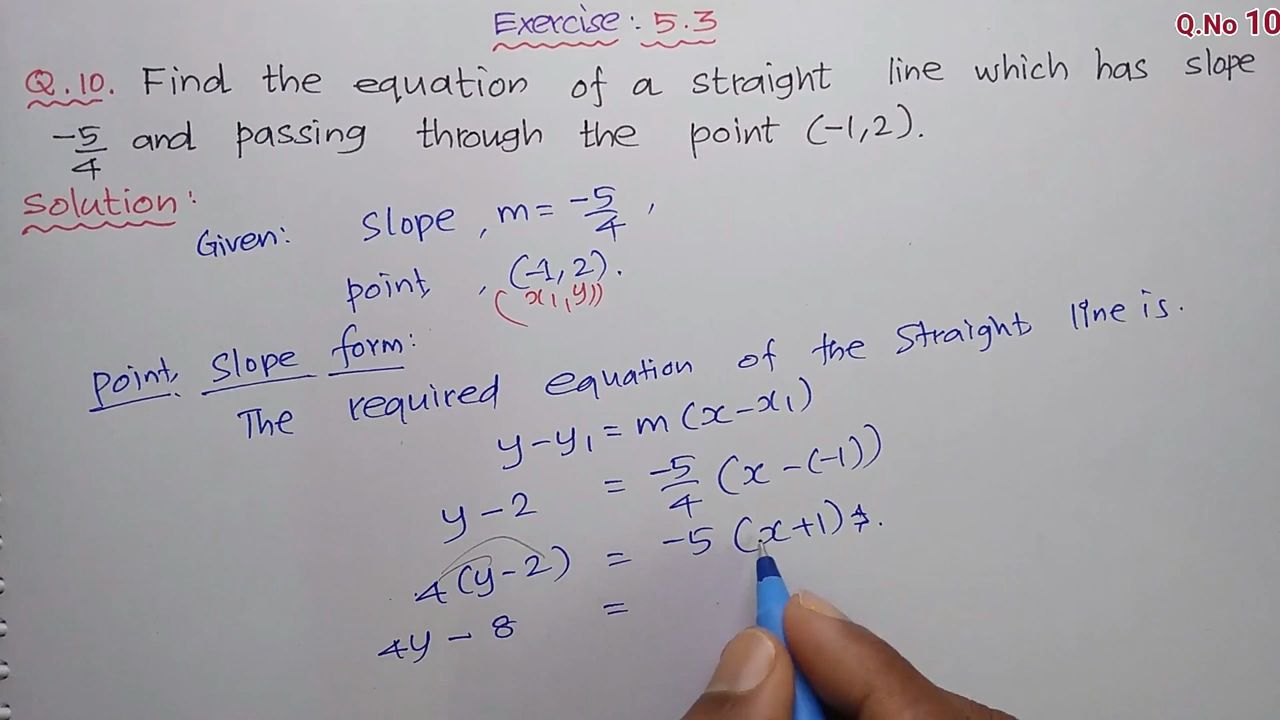 Exercise: 5.3
Q.No 10
Q.10. Find the equation of a straight line which has slope
-5/4 and passing through the point (-1,2).
Solution:
Given: Slope, m = -5/4,
point, (-1, 2).
(x₁, y₁)
Point, Slope form:
The required equation of the Straight line is.
y-y₁ = m(x-x₁)
y-2 = -5/4 (x-(-1))
4(y-2) = -5(x+1)
4y - 8 =